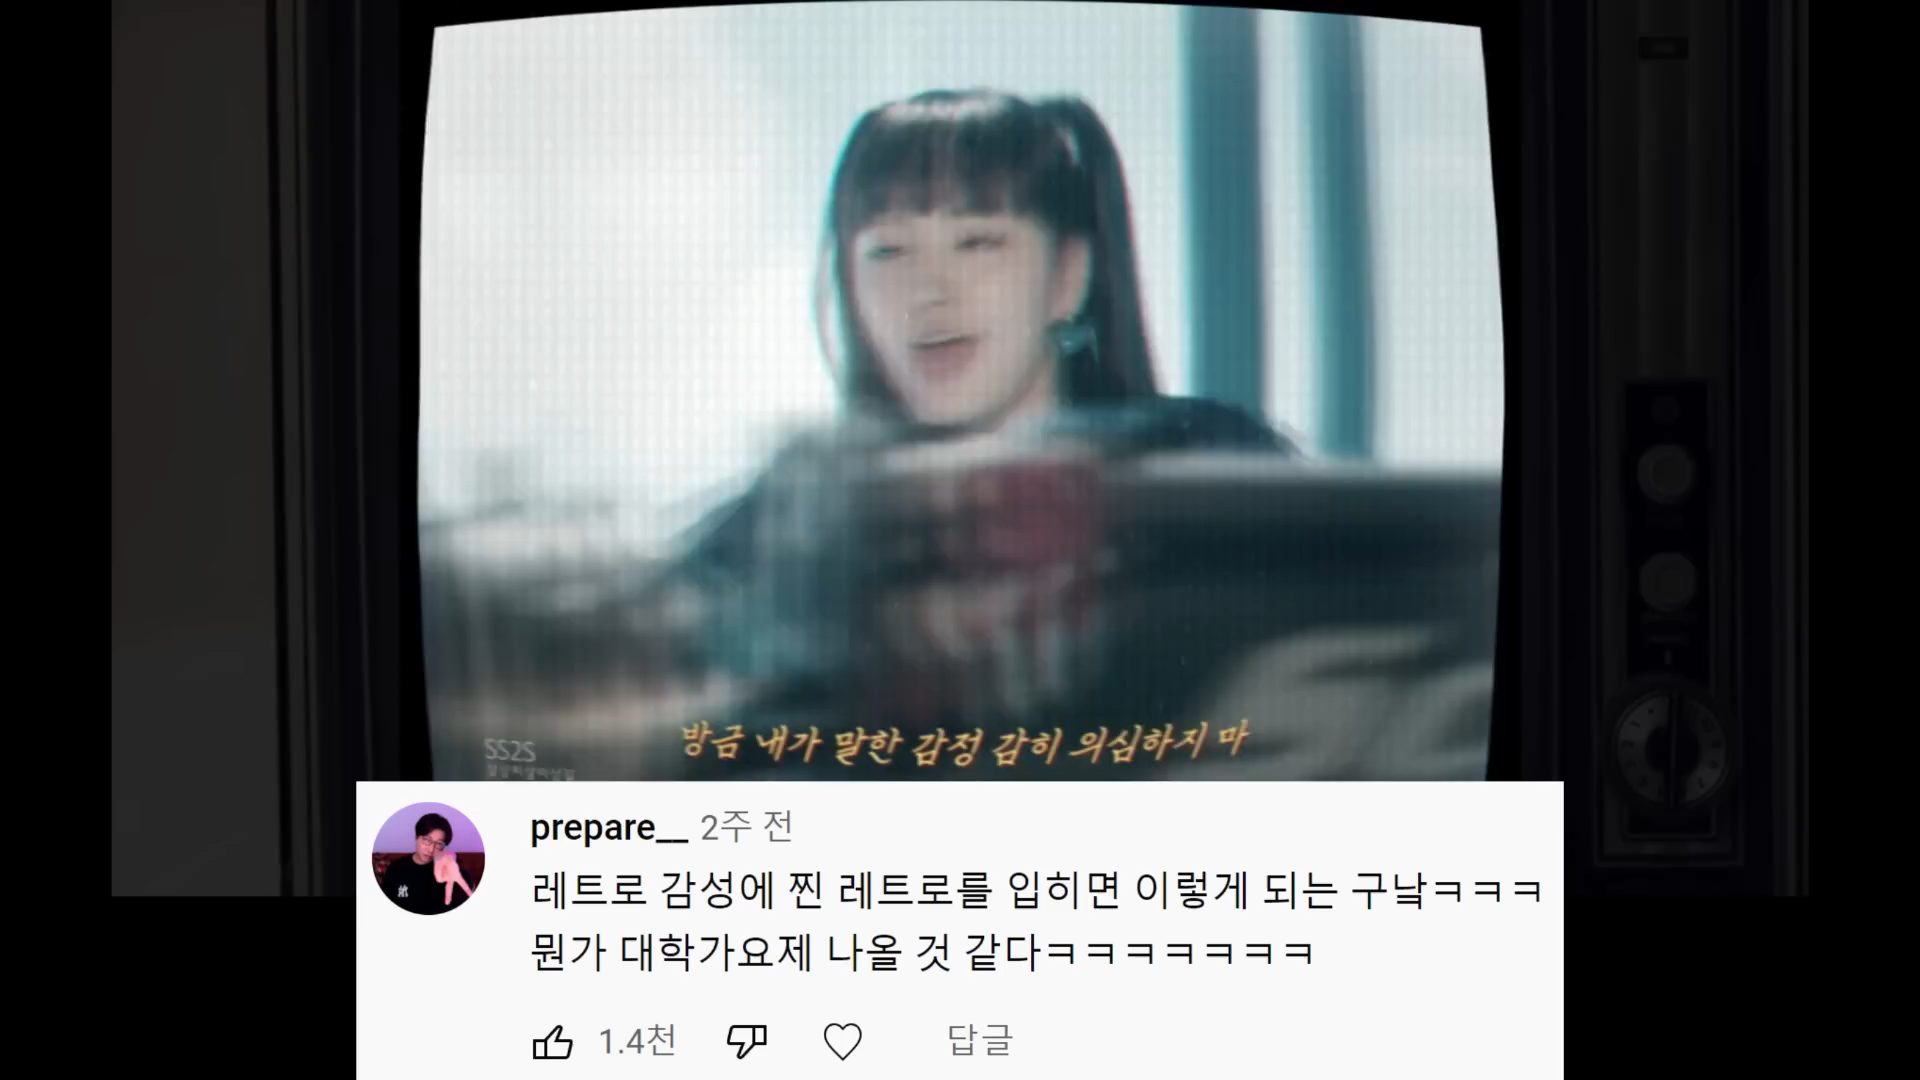 방금 내가 말한 감정 감히 의심하지 마
SS2S
prepare__ 2주 전
레트로 감성에 찐 레트로를 입히면 이렇게 되는 구낰ㅋㅋㅋ
뭔가 대학가요제 나올 것 같다ㅋㅋㅋㅋㅋㅋㅋ
1.4천 답글